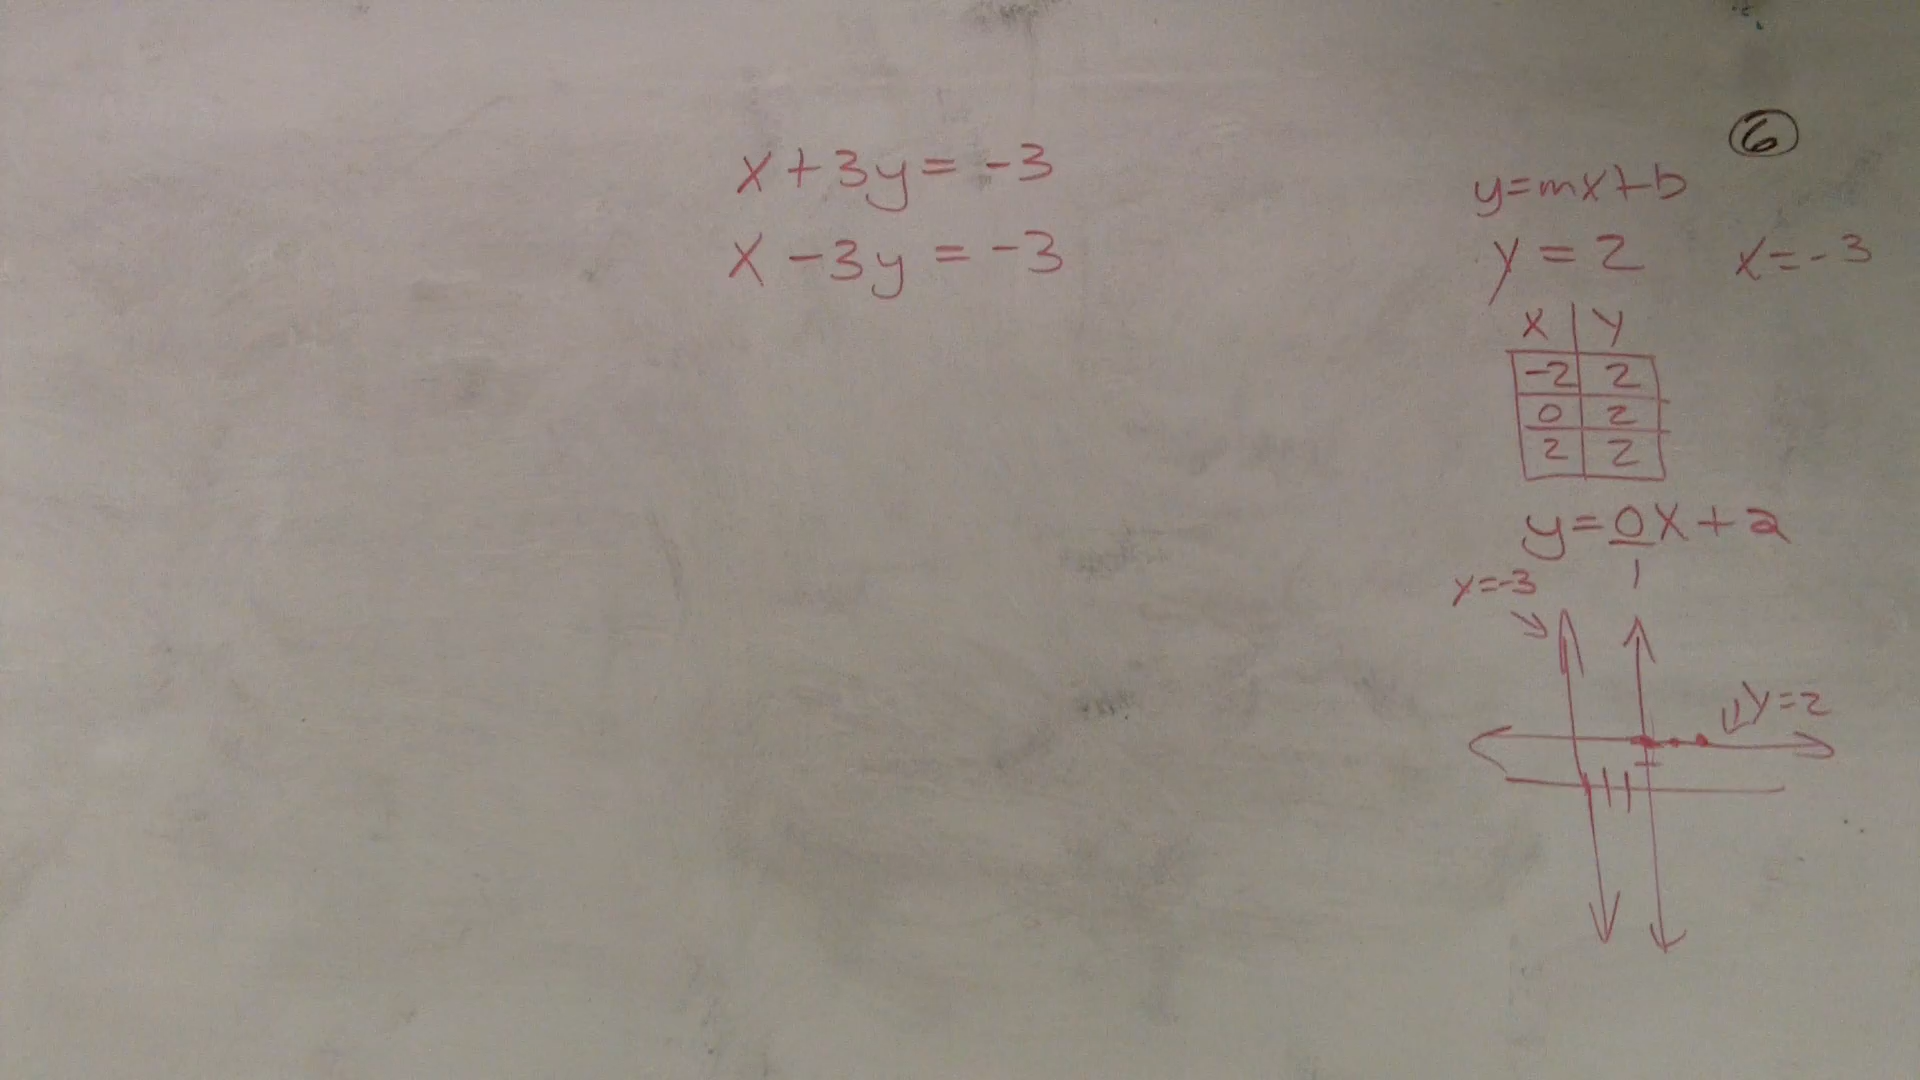 x+3y=-3
x-3y=-3
6
y=mx+b
y=2 x=-3
x y
-2 2
0 2
2 2
y=0x+2
1
x=-3
y=2